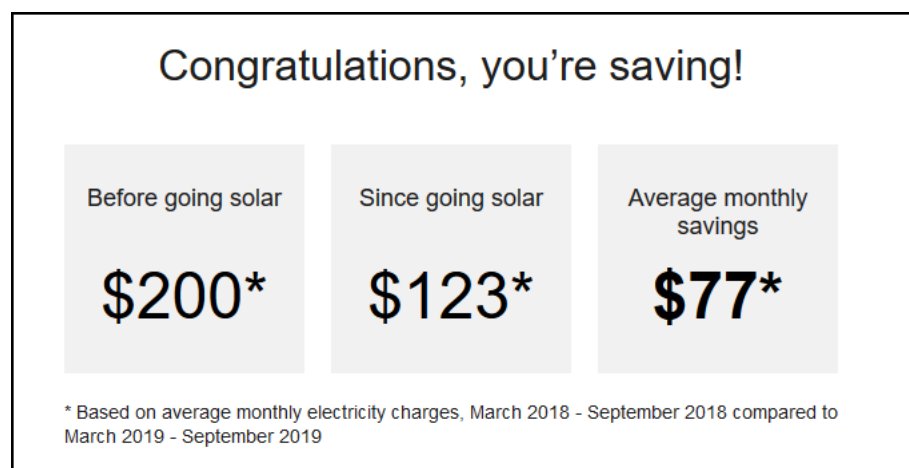 Congratulations, you’re saving!
Before going solar
$200*
Since going solar
$123*
Average monthly
savings
$77*
* Based on average monthly electricity charges, March 2018 - September 2018 compared to
March 2019 - September 2019